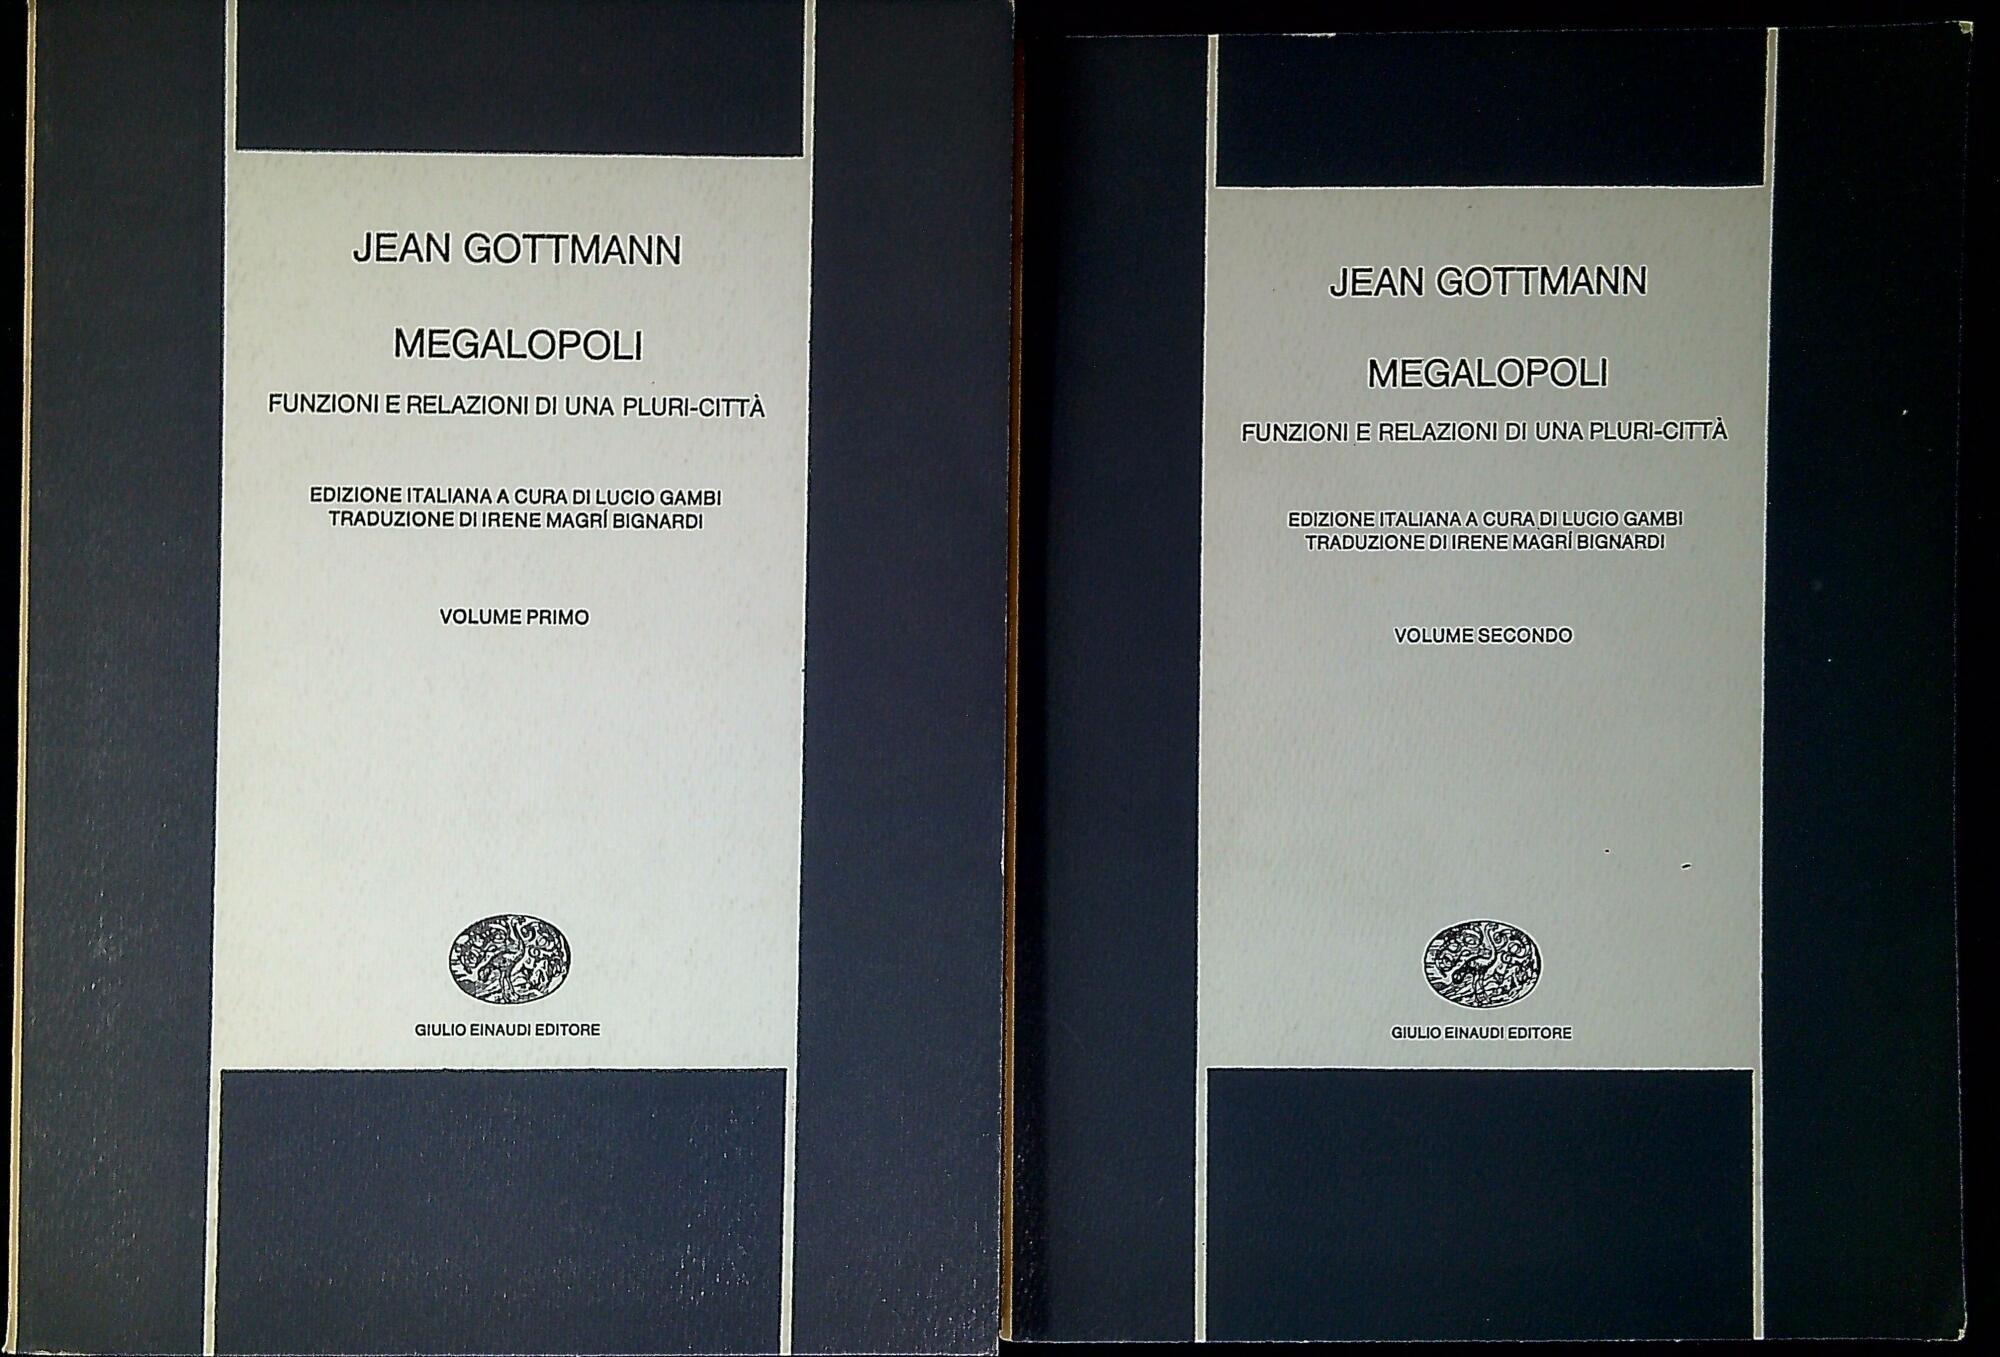 JEAN GOTTMANN
MEGALOPOLI
FUNZIONI E RELAZIONI DI UNA PLURI-CITTÀ
EDIZIONE ITALIANA A CURA DI LUCIO GAMBI
TRADUZIONE DI IRENE MAGRÍ BIGNARDI
VOLUME PRIMO
GIULIO EINAUDI EDITORE
JEAN GOTTMANN
MEGALOPOLI
FUNZIONI E RELAZIONI DI UNA PLURI-CITTÀ
EDIZIONE ITALIANA A CURA DI LUCIO GAMBI
TRADUZIONE DI IRENE MAGRÍ BIGNARDI
VOLUME SECONDO
GIULIO EINAUDI EDITORE